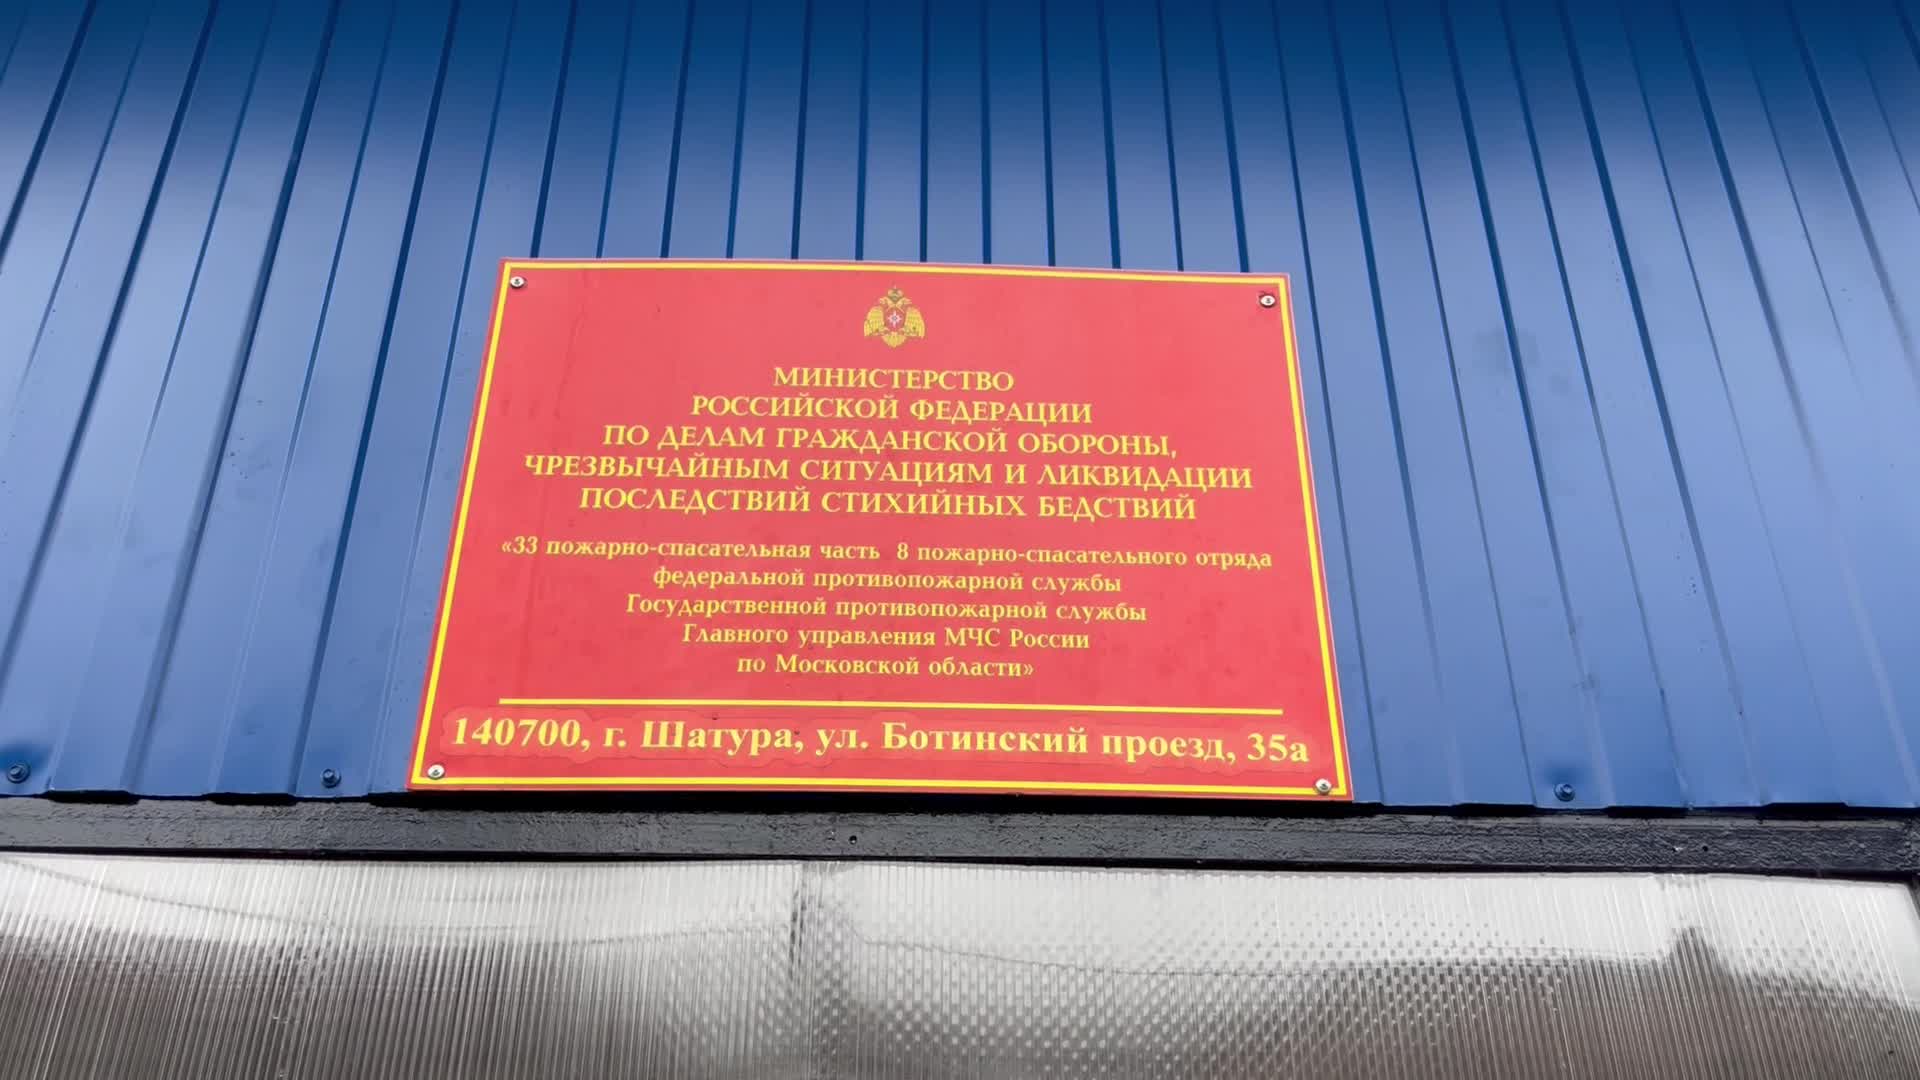 МИНИСТЕРСТВО
РОССИЙСКОЙ ФЕДЕРАЦИИ
ПО ДЕЛАМ ГРАЖДАНСКОЙ ОБОРОНЫ,
ЧРЕЗВЫЧАЙНЫМ СИТУАЦИЯМ И ЛИКВИДАЦИИ
ПОСЛЕДСТВИЙ СТИХИЙНЫХ БЕДСТВИЙ
«33 пожарно-спасательная часть 8 пожарно-спасательного отряда
федеральной противопожарной службы
Государственной противопожарной службы
Главного управления МЧС России
по Московской области»
140700, г. Шатура, ул. Ботинский проезд, 35а